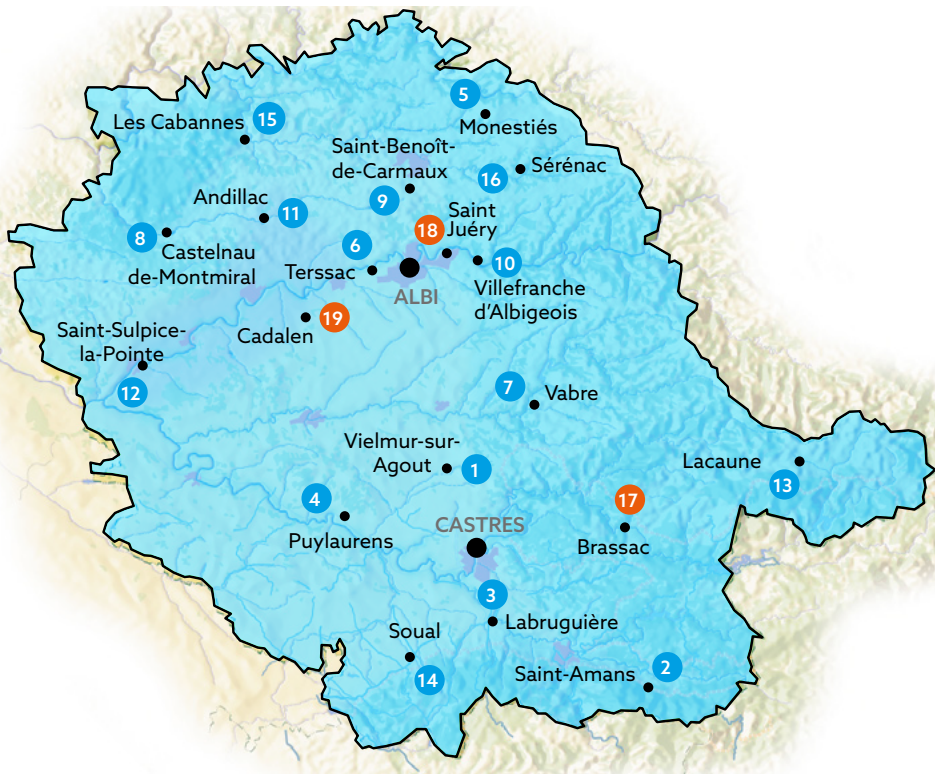 5
Monestiés
15
Les Cabannes
Saint-Benoît-
de-Carmaux
9
16
Sérénac
Andillac
11
18
Saint
Juéry
8
Castelnau
de-Montmiral
6
Terssac
ALBI
10
Villefranche
d'Albigeois
19
Cadalen
Saint-Sulpice-
la-Pointe
12
7
Vabre
Vielmur-sur-
Agout
1
Lacaune
13
4
Puylaurens
17
Brassac
CASTRES
3
Labruguière
Soual
14
2
Saint-Amans